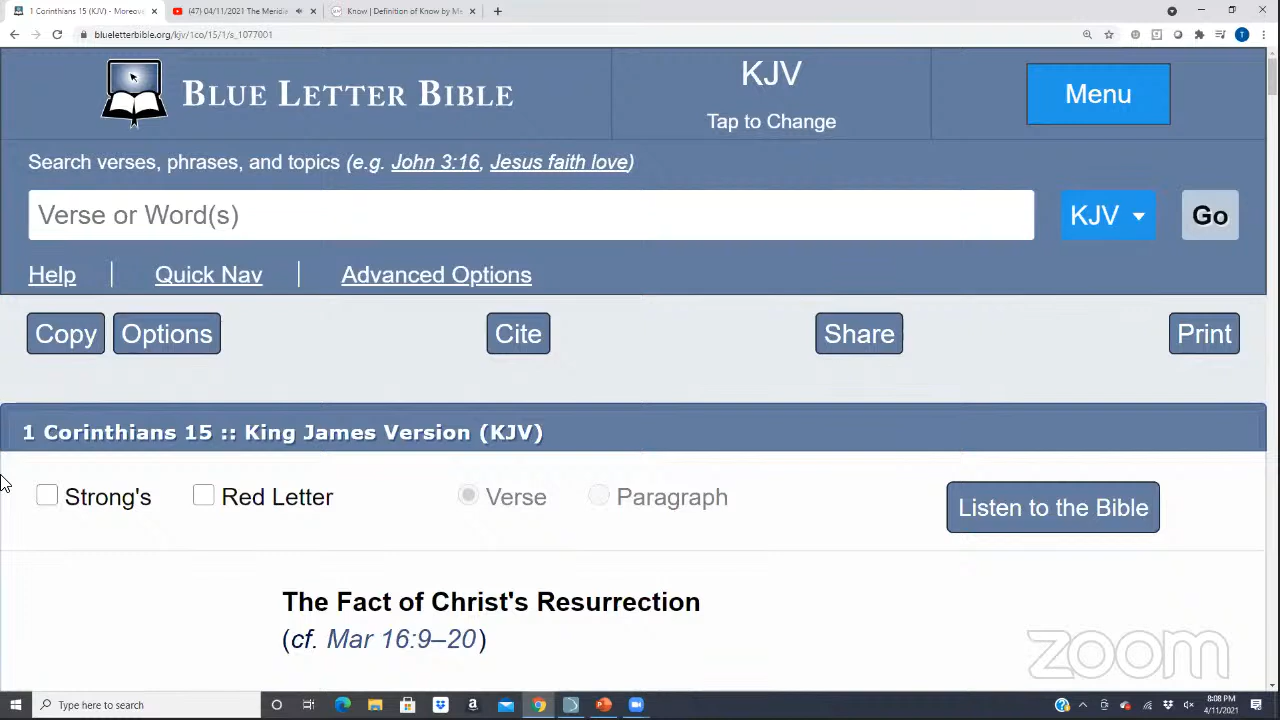 1 Corinthians 15 (KJV) - Moreov
(47) 04/11/2021 The Meridi
Know | Definition of Know by M
blueletterbible.org/kjv/1co/15/1/s_1077001
T
BLUE LETTER BIBLE
KJV
Tap to Change
Menu
Search verses, phrases, and topics (e.g. John 3:16, Jesus faith love)
Verse or Word(s)
KJV
Go
Help
Quick Nav
Advanced Options
Copy
Options
Cite
Share
Print
1 Corinthians 15 :: King James Version (KJV)
Strong's
Red Letter
Verse
Paragraph
Listen to the Bible
The Fact of Christ's Resurrection
(cf. Mar 16:9–20)
zoom
Type here to search
8:08 PM
4/11/2021